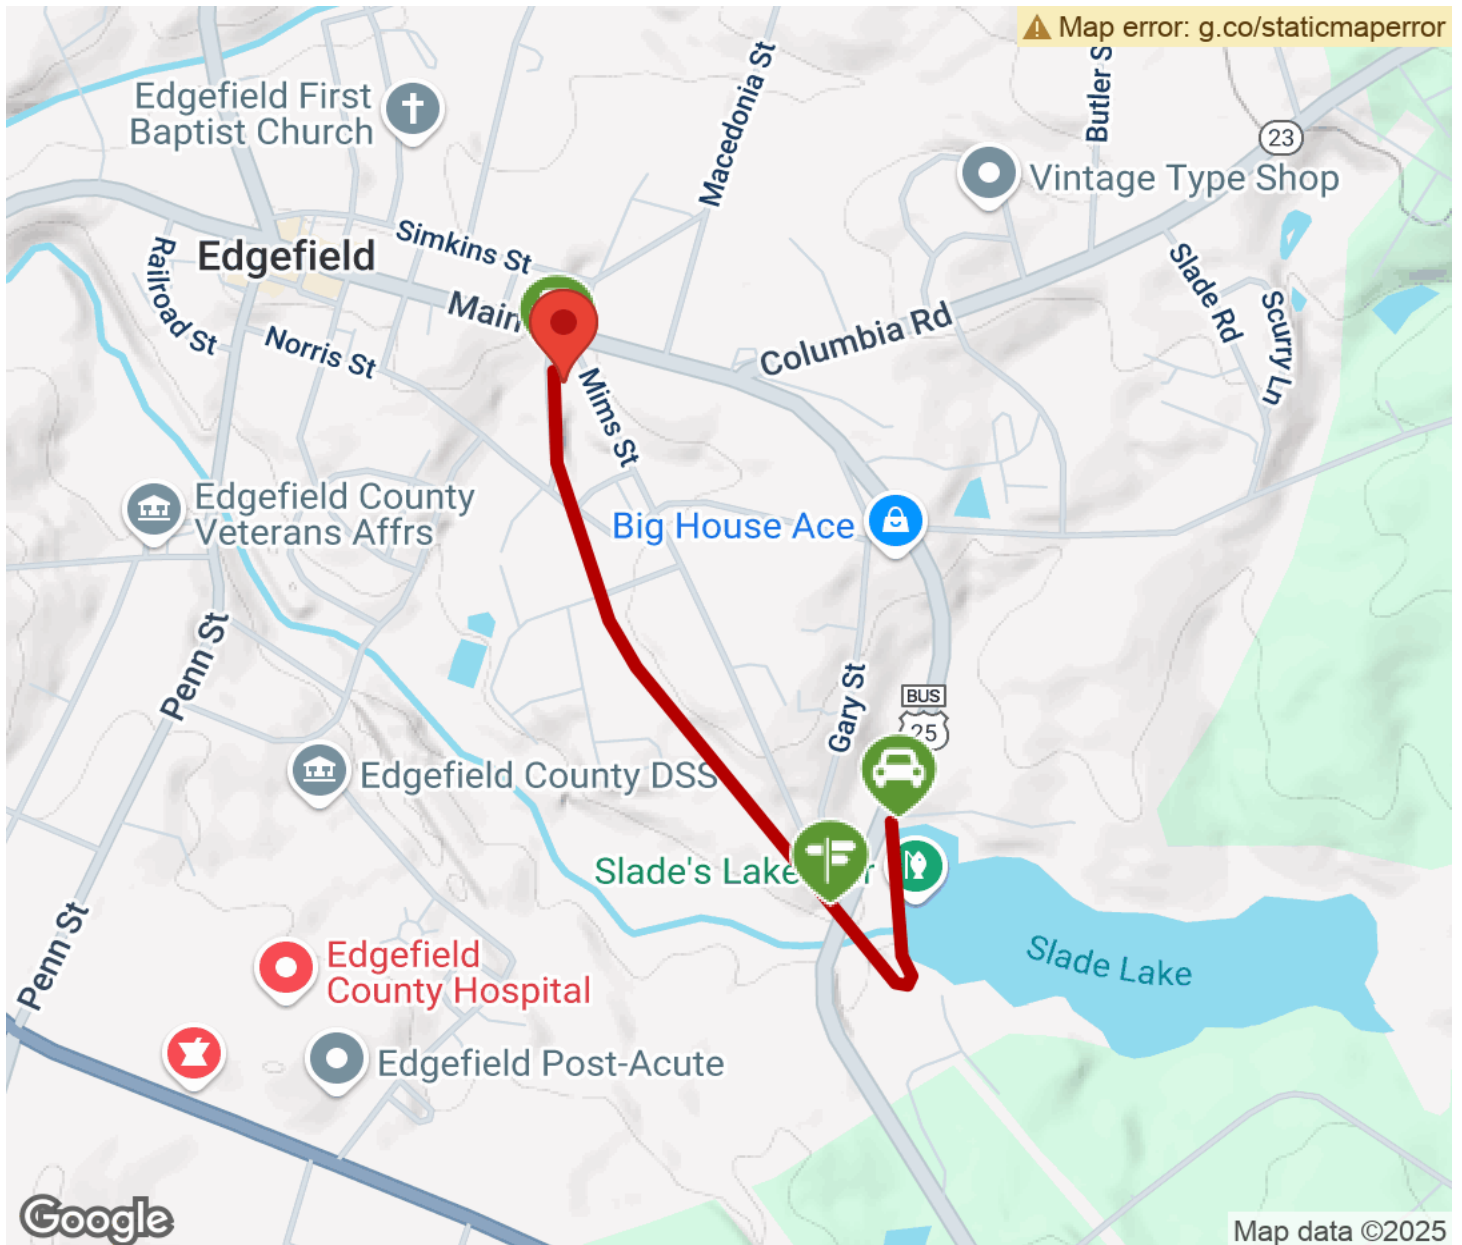 Map error: g.co/staticmaperror
Edgefield First
Baptist Church
Macedonia St
Butler S
23
Vintage Type Shop
Simkins St
Edgefield
Railroad St
Main
Norris St
Columbia Rd
Slade Rd
Scurry Ln
Mims St
Edgefield County
Veterans Affrs
Big House Ace
Penn St
Gary St
BUS
25
Edgefield County DSS
Slade's Lake
r
Slade Lake
Penn St
Edgefield
County Hospital
Edgefield Post-Acute
Google
Map data ©2025